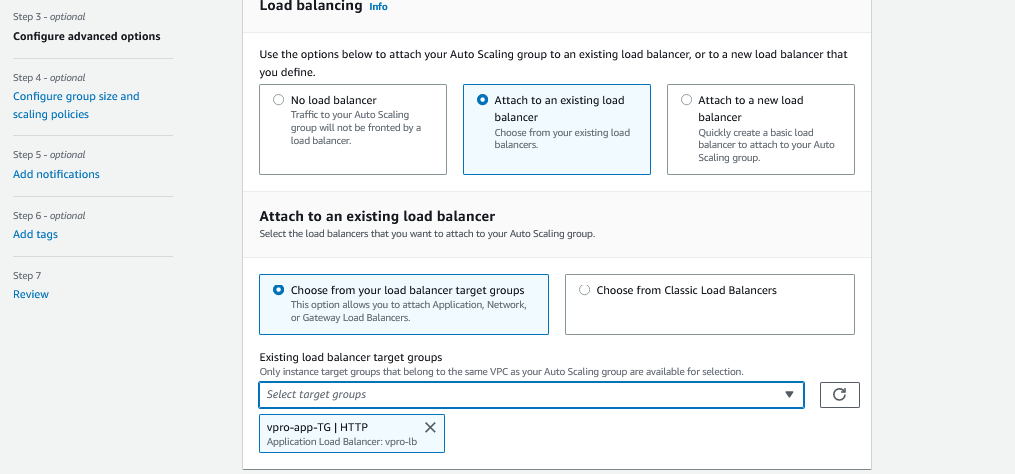 Step 3 - optional
Configure advanced options
Step 4 - optional
Configure group size and
scaling policies
Step 5 - optional
Add notifications
Step 6 - optional
Add tags
Step 7
Review
Load balancing Info
Use the options below to attach your Auto Scaling group to an existing load balancer, or to a new load balancer that
you define.
No load balancer
Traffic to your Auto Scaling
group will not be fronted by a
load balancer.
Attach to an existing load
balancer
Choose from your existing load
balancers.
Attach to a new load
balancer
Quickly create a basic load
balancer to attach to your Auto
Scaling group.
Attach to an existing load balancer
Select the load balancers that you want to attach to your Auto Scaling group.
Choose from your load balancer target groups
This option allows you to attach Application, Network,
or Gateway Load Balancers.
Choose from Classic Load Balancers
Existing load balancer target groups
Only instance target groups that belong to the same VPC as your Auto Scaling group are available for selection.
Select target groups
vpro-app-TG | HTTP
Application Load Balancer: vpro-lb